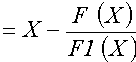 = X - F (X) / F1 (X)